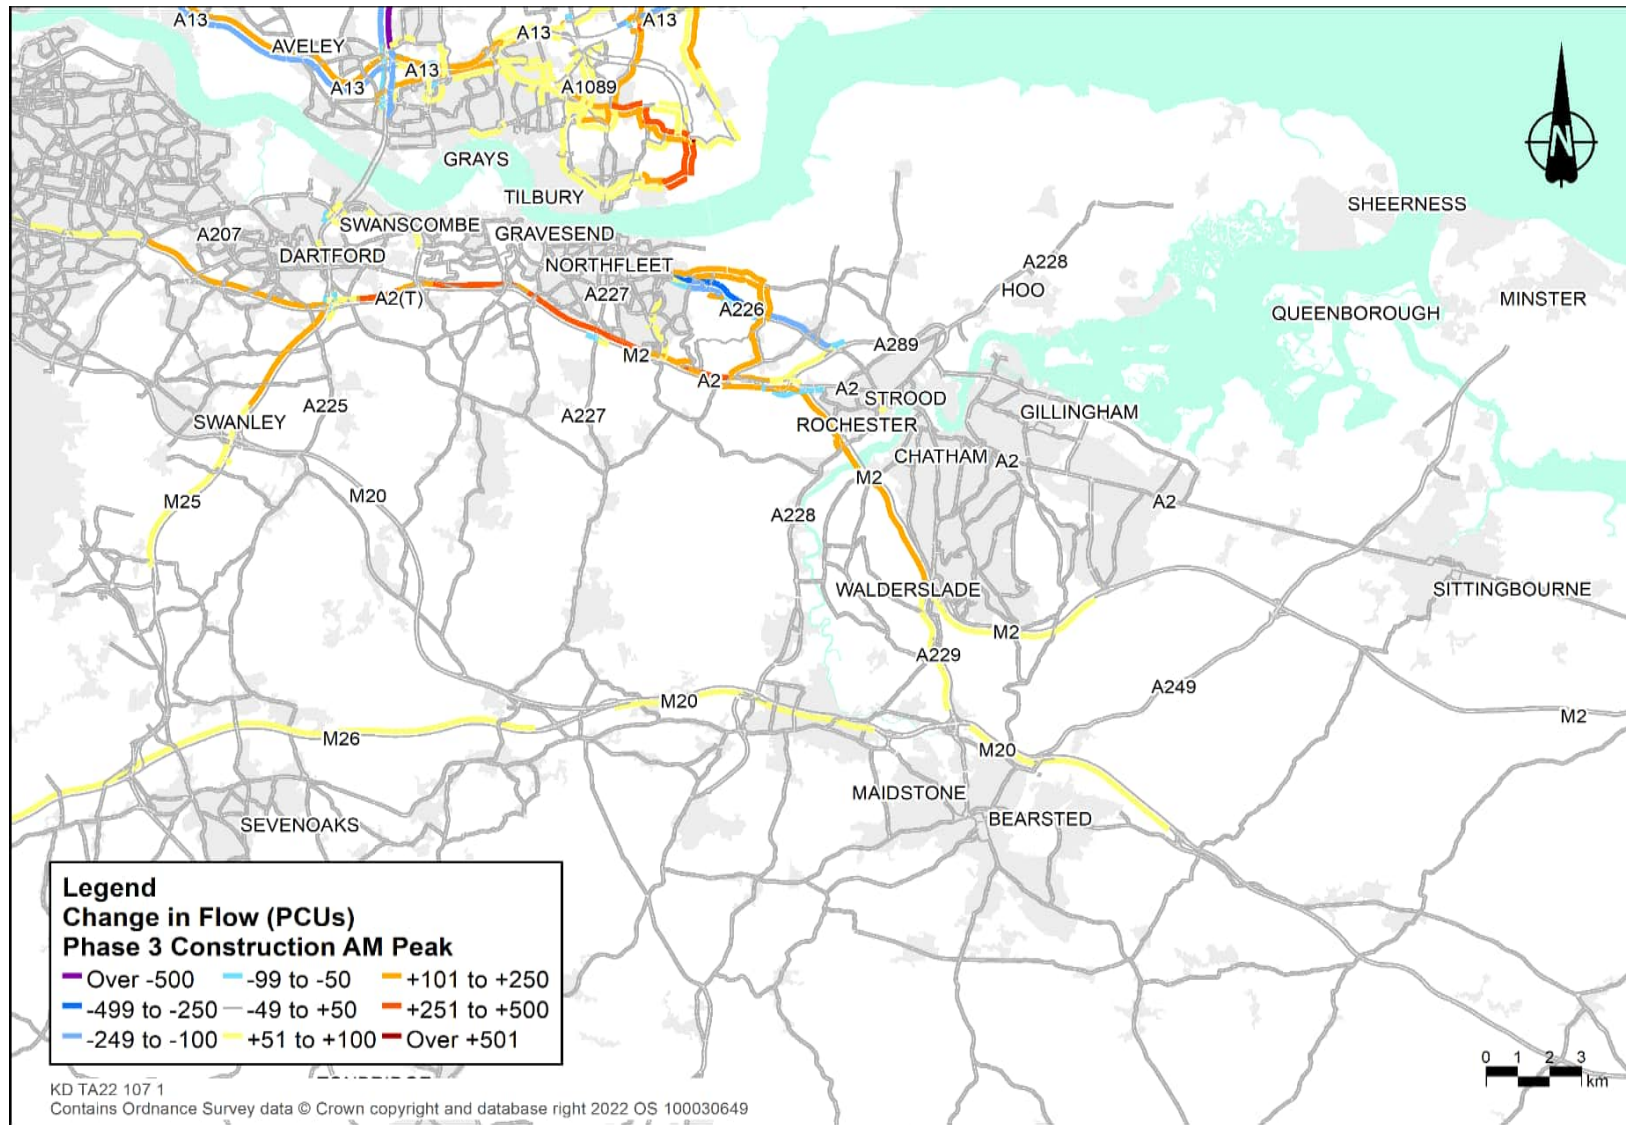 A13
A13
A13
AVELEY
A13
A13
A1089
GRAYS
TILBURY
SHEERNESS
SWANSCOMBE
A207
GRAVESEND
DARTFORD
NORTHFLEET
A228
HOO
A227
A2(T)
MINSTER
A226
QUEENBOROUGH
A289
M2
A2
A2
STROOD
A225
A227
GILLINGHAM
SWANLEY
ROCHESTER
CHATHAM
A2
M2
M25
M20
A2
A228
WALDERSLADE
SITTINGBOURNE
M2
A229
A249
M20
M2
M26
M20
MAIDSTONE
BEARSTED
SEVENOAKS
N
Legend
Change in Flow (PCUs)
Phase 3 Construction AM Peak
Over -500 -99 to -50 +101 to +250
-499 to -250 -49 to +50 +251 to +500
-249 to -100 +51 to +100 Over +501
0 1 2 3
km
KD TA22 107 1
Contains Ordnance Survey data © Crown copyright and database right 2022 OS 100030649